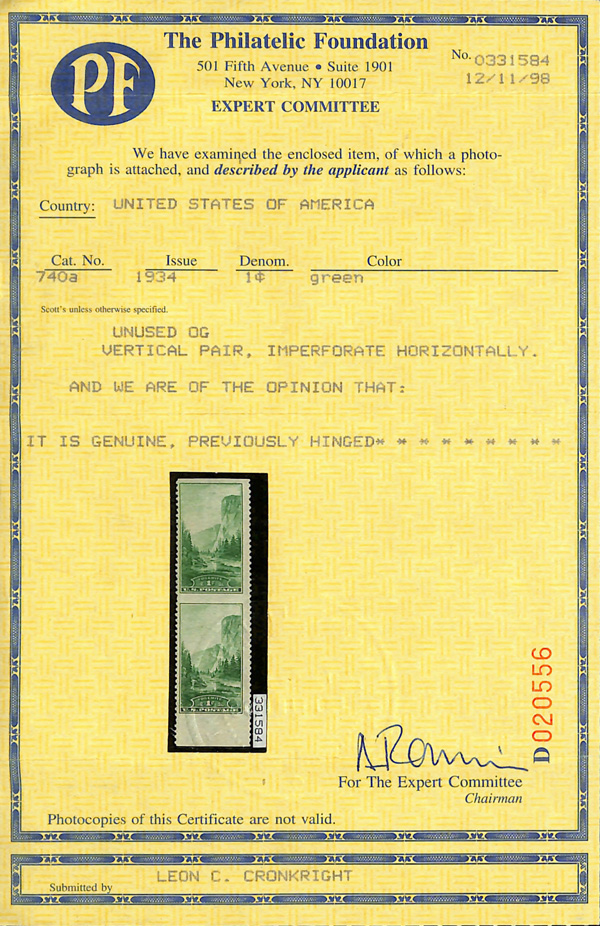 PF
The Philatelic Foundation
501 Fifth Avenue • Suite 1901
New York, NY 10017
EXPERT COMMITTEE
No. 0331584
12/11/98
We have examined the enclosed item, of which a photo-
graph is attached, and described by the applicant as follows:
Country: UNITED STATES OF AMERICA
Cat. No. Issue Denom. Color
740a 1934 1¢ green
Scott's unless otherwise specified.
UNUSED OG
VERTICAL PAIR, IMPERFORATE HORIZONTALLY.
AND WE ARE OF THE OPINION THAT:
IT IS GENUINE, PREVIOUSLY HINGED* * * * * * * * *
1¢
U.S. POSTAGE
1¢
U.S. POSTAGE
331584
D020556
For The Expert Committee
Chairman
Photocopies of this Certificate are not valid.
Submitted by LEON C. CRONKRIGHT